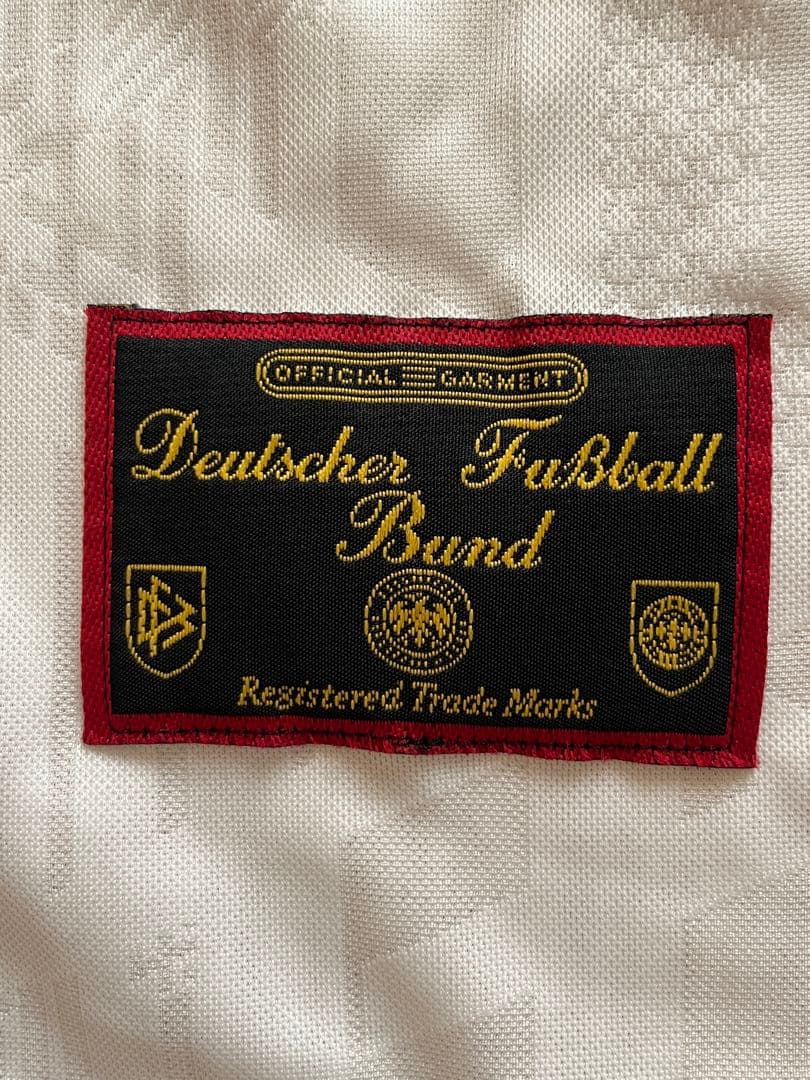 OFFICIAL GARMENT
Deutscher Fußball
Bund
Registered Trade Marks